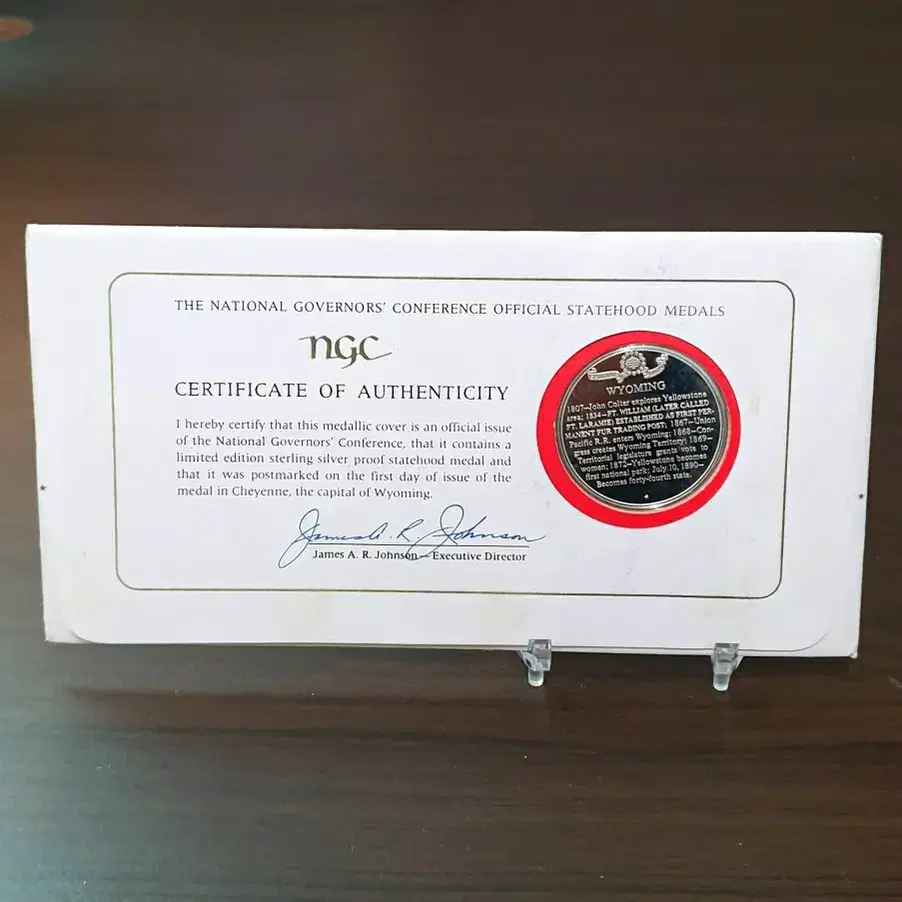 THE NATIONAL GOVERNORS' CONFERENCE OFFICIAL STATEHOOD MEDALS
NGC
CERTIFICATE OF AUTHENTICITY
I hereby certify that this medallic cover is an official issue
of the National Governors' Conference, that it contains a
limited edition sterling silver proof statehood medal and
that it was postmarked on the first day of issue of the
medal in Cheyenne, the capital of Wyoming.
James A. R. Johnson
James A. R. Johnson—Executive Director
WYOMING
1807–John Colter explores Yellowstone
area; 1834–FT. WILLIAM (LATER CALLED
FT. LARAMIE) ESTABLISHED AS FIRST PER-
MANENT FUR TRADING POST; 1867–Union
Pacific R.R. enters Wyoming; 1868–Con-
gress creates Wyoming Territory; 1869–
Territorial legislature grants vote to
women; 1872–Yellowstone becomes
first national park; July 10, 1890–
Becomes forty-fourth state.